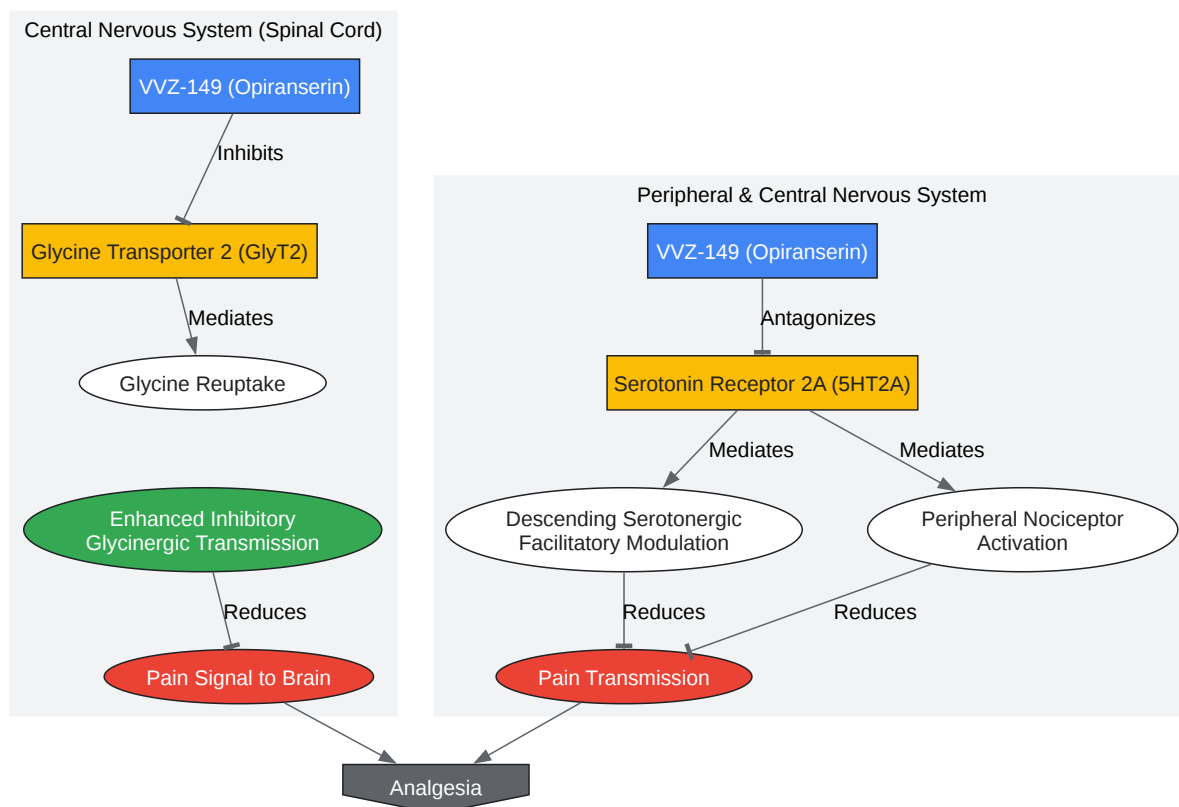 Central Nervous System (Spinal Cord)
VVZ-149 (Opiranserin)
Inhibits
Glycine Transporter 2 (GlyT2)
Mediates
Glycine Reuptake
Enhanced Inhibitory
Glycinergic Transmission
Reduces
Pain Signal to Brain
Peripheral & Central Nervous System
VVZ-149 (Opiranserin)
Antagonizes
Serotonin Receptor 2A (5HT2A)
Mediates
Mediates
Descending Serotonergic
Facilitatory Modulation
Peripheral Nociceptor
Activation
Reduces
Reduces
Pain Transmission
Analgesia